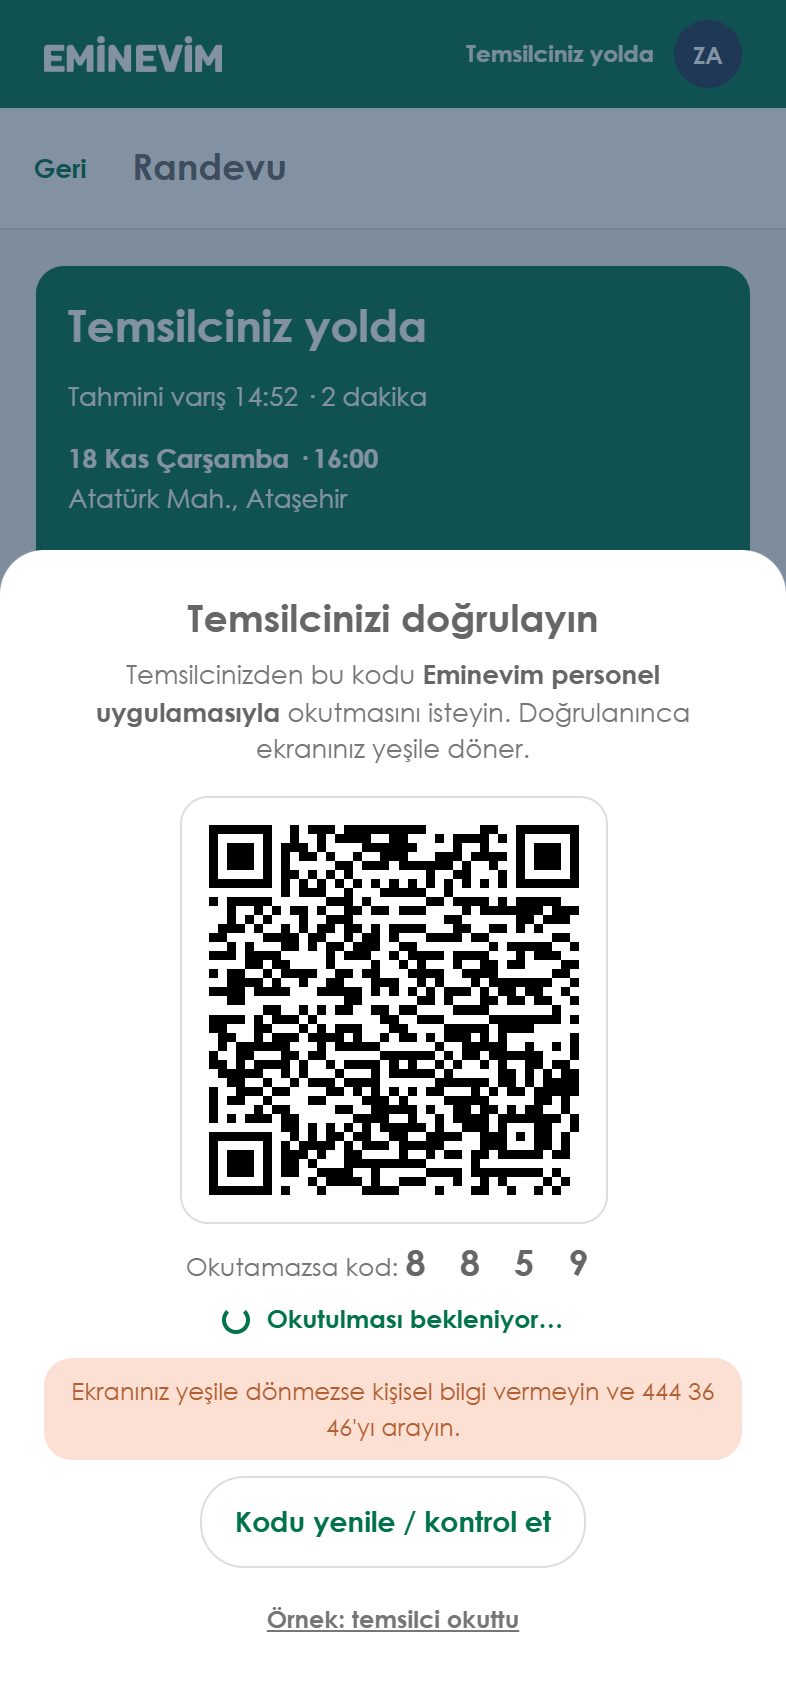 EMİNEVİM
Temsilciniz yolda
ZA
Geri
Randevu
Temsilciniz yolda
Tahmini varış 14:52 · 2 dakika
18 Kas Çarşamba · 16:00
Atatürk Mah., Ataşehir
Temsilcinizi doğrulayın
Temsilcinizden bu kodu Eminevim personel
uygulamasıyla okutmasını isteyin. Doğrulanınca
ekranınız yeşile döner.
Okutamazsa kod: 8 8 5 9
Okutulması bekleniyor...
Ekranınız yeşile dönmezse kişisel bilgi vermeyin ve 444 36
46'yı arayın.
Kodu yenile / kontrol et
Örnek: temsilci okuttu